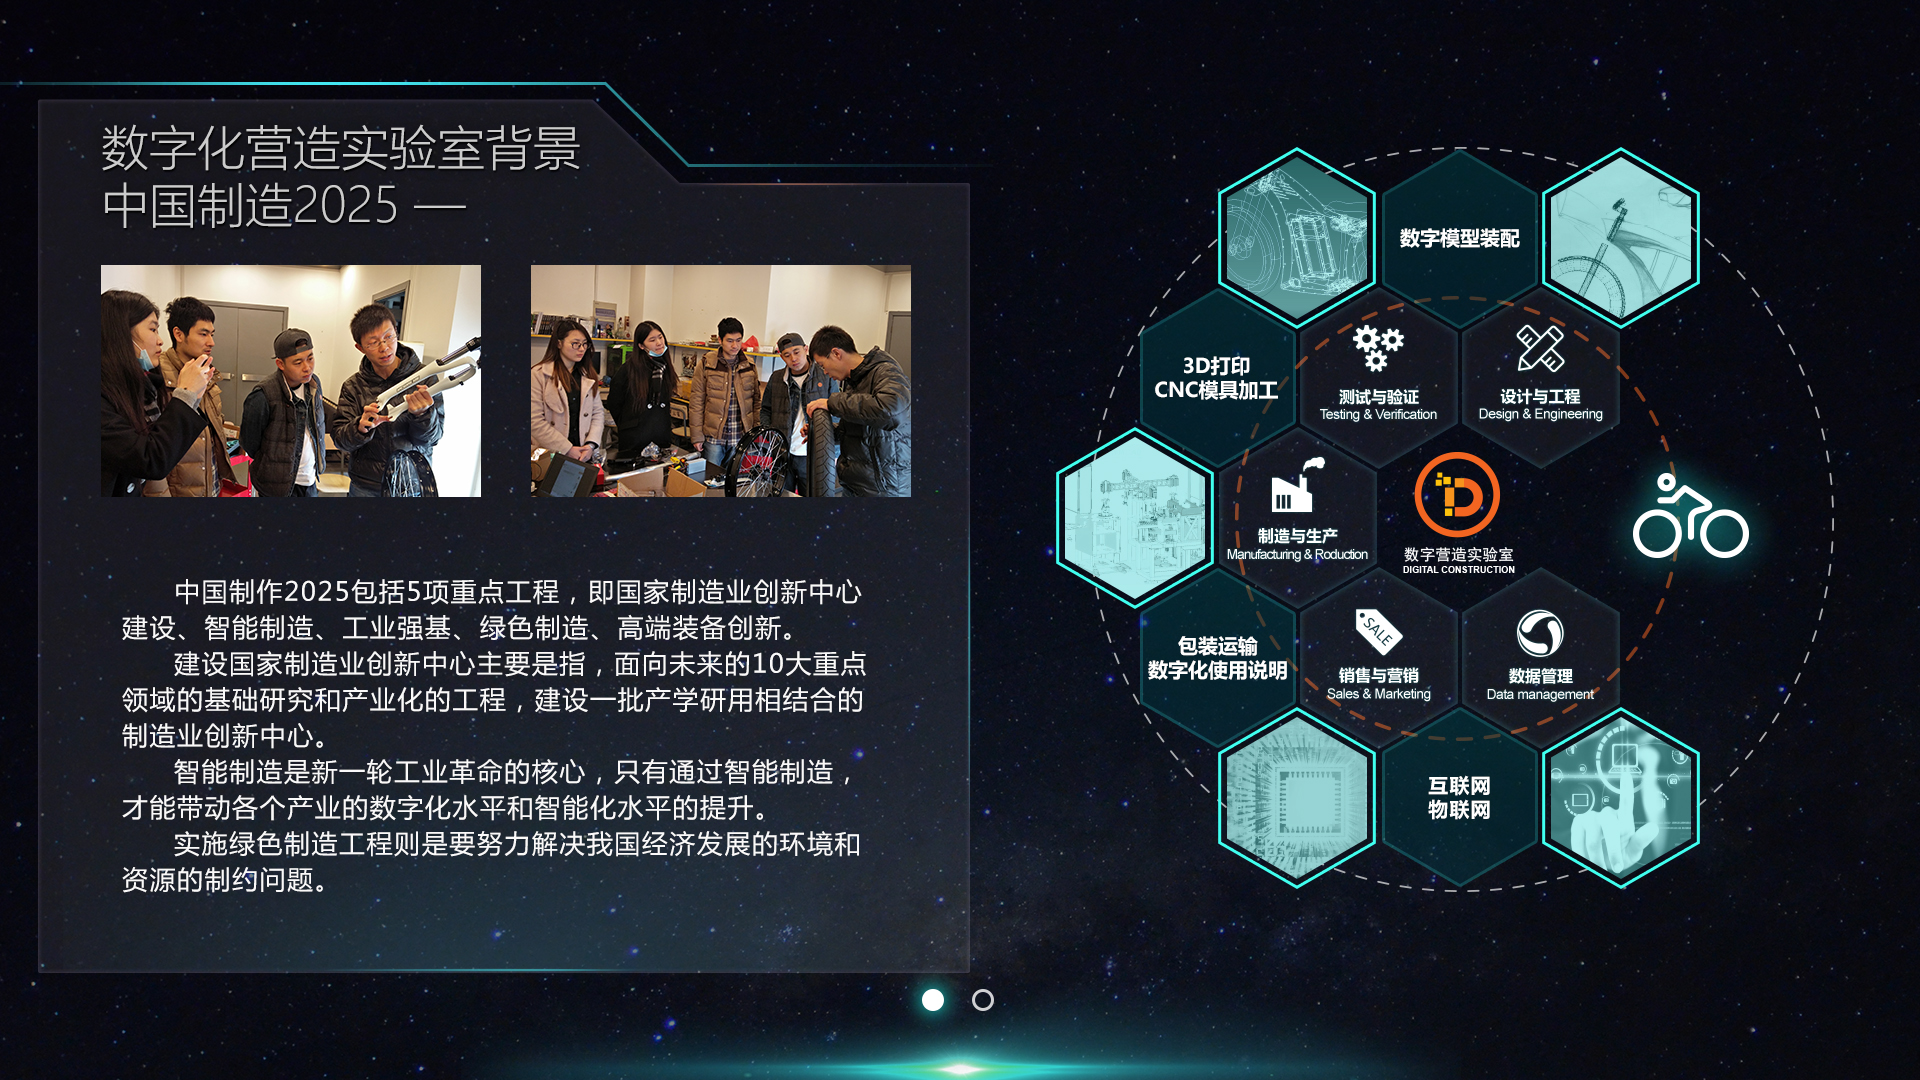 数字化营造实验室背景
中国制造2025 —
中国制作2025包括5项重点工程，即国家制造业创新中心
建设、智能制造、工业强基、绿色制造、高端装备创新。
建设国家制造业创新中心主要是指，面向未来的10大重点
领域的基础研究和产业化的工程，建设一批产学研用相结合的
制造业创新中心。
智能制造是新一轮工业革命的核心，只有通过智能制造，
才能带动各个产业的数字化水平和智能化水平的提升。
实施绿色制造工程则是要努力解决我国经济发展的环境和
资源的制约问题。
数字模型装配
3D打印
CNC模具加工
测试与验证
Testing & Verification
设计与工程
Design & Engineering
制造与生产
Manufacturing & Roduction
数字营造实验室
DIGITAL CONSTRUCTION
包装运输
数字化使用说明
SALE
销售与营销
Sales & Marketing
数据管理
Data management
互联网
物联网